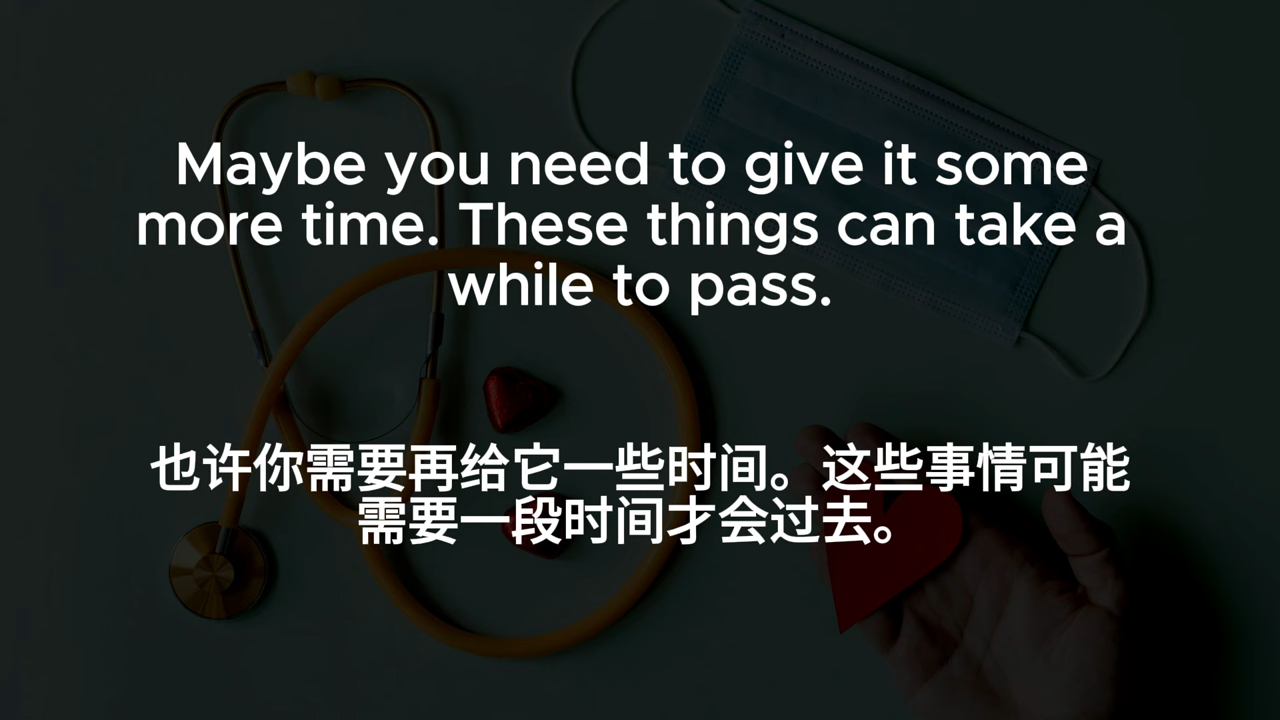 Maybe you need to give it some
more time. These things can take a
while to pass.
也许你需要再给它一些时间。这些事情可能
需要一段时间才会过去。